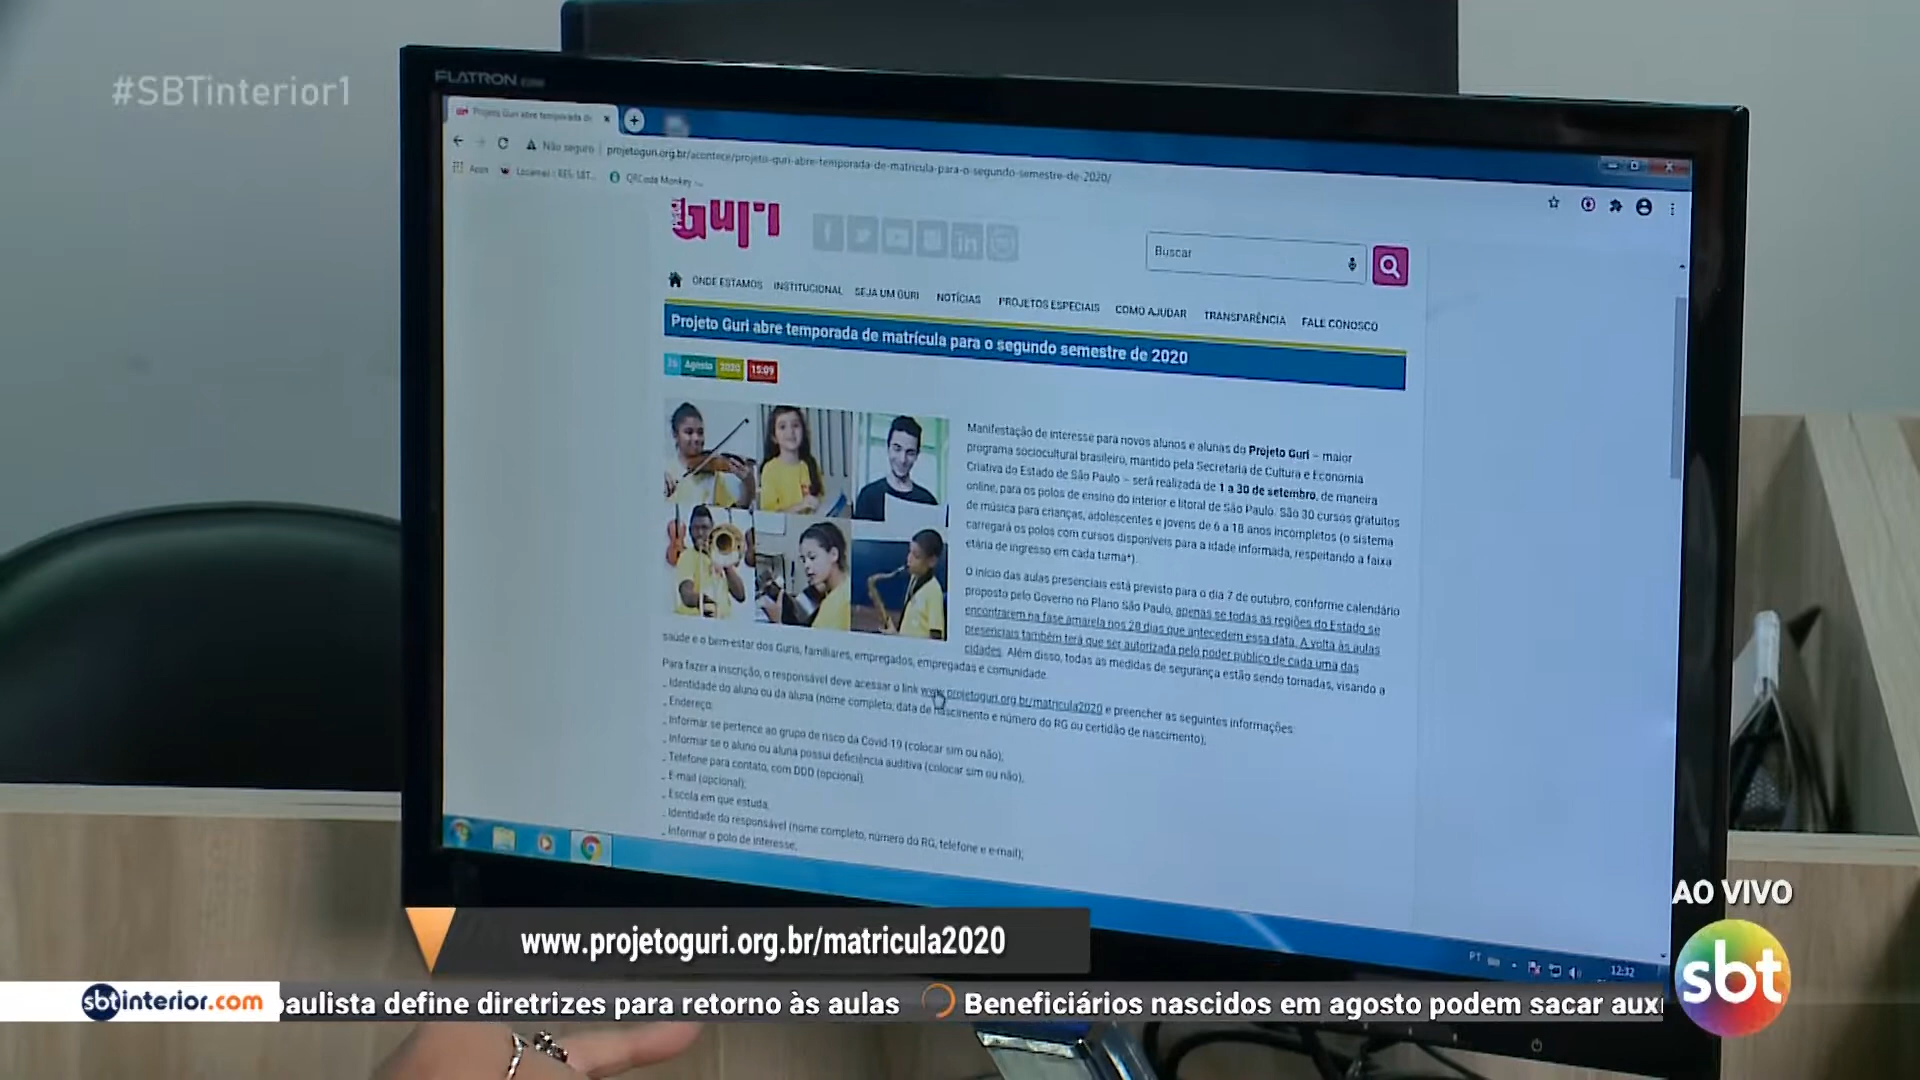 #SBTinterior1
FLATRON
Projeto Guri abre temporada de
Não seguro | projetoguri.org.br/acontece/projeto-guri-abre-temporada-de-matricula-para-o-segundo-semestre-de-2020/
Apps
QRCode Monkey
Guri
Buscar
ONDE ESTAMOS INSTITUCIONAL SEJA UM GURI NOTÍCIAS PROJETOS ESPECIAIS COMO AJUDAR TRANSPARÊNCIA FALE CONOSCO
Projeto Guri abre temporada de matrícula para o segundo semestre de 2020
Agosto 2020 15:09
Manifestação de interesse para novos alunos e alunas do Projeto Guri – maior
programa sociocultural brasileiro, mantido pela Secretaria de Cultura e Economia
Criativa do Estado de São Paulo – será realizada de 1 a 30 de setembro, de maneira
online, para os polos de ensino do interior e litoral de São Paulo. São 30 cursos gratuitos
de música para crianças, adolescentes e jovens de 6 a 18 anos incompletos (o sistema
carregará os polos com cursos disponíveis para a idade informada, respeitando a faixa
etária de ingresso em cada turma*).
O início das aulas presenciais está previsto para o dia 7 de outubro, conforme calendário
proposto pelo Governo no Plano São Paulo, apenas se todas as regiões do Estado se
encontrarem na fase amarela nos 28 dias que antecedem essa data. A volta às aulas
presenciais também terá que ser autorizada pelo poder público de cada uma das
cidades. Além disso, todas as medidas de segurança estão sendo tomadas, visando a
saúde e o bem-estar dos Guris, familiares, empregados, empregadas e comunidade.
Para fazer a inscrição, o responsável deve acessar o link www.projetoguri.org.br/matricula2020 e preencher as seguintes informações:
_ Identidade do aluno ou da aluna (nome completo, data de nascimento e número do RG ou certidão de nascimento);
_ Endereço;
_ Informar se pertence ao grupo de risco da Covid-19 (colocar sim ou não);
_ Informar se o aluno ou aluna possui deficiência auditiva (colocar sim ou não);
_ Telefone para contato, com DDD (opcional);
_ E-mail (opcional);
_ Escola em que estuda;
_ Identidade do responsável (nome completo, número do RG, telefone e e-mail);
_ Informar o polo de interesse;
PT 12:32
AO VIVO
sbt
www.projetoguri.org.br/matricula2020
sbtinterior.com paulista define diretrizes para retorno às aulas Beneficiários nascidos em agosto podem sacar aux